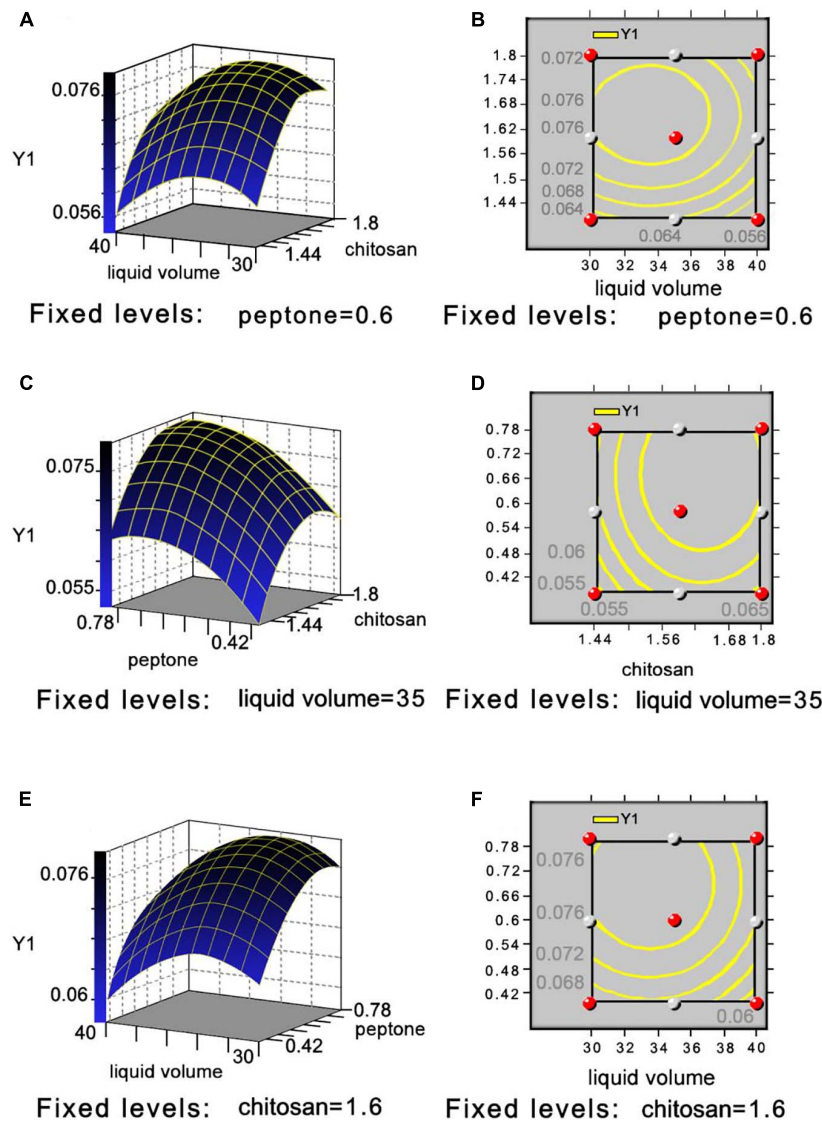 A
0.076
Y1
0.056
40
liquid volume
30
1.44
1.8
chitosan
Fixed levels: peptone=0.6
B
Y1
1.8
1.74
1.68
1.62
1.56
1.5
1.44
0.072
0.076
0.076
0.072
0.068
0.064
0.064
0.056
30 32 34 36 38 40
liquid volume
Fixed levels: peptone=0.6
C
0.075
Y1
0.055
0.78
peptone
0.42
1.44
1.8
chitosan
Fixed levels: liquid volume=35
D
Y1
0.78
0.72
0.66
0.6
0.54
0.48
0.42
0.06
0.055
0.055
0.065
1.44 1.56 1.68 1.8
chitosan
Fixed levels: liquid volume=35
E
0.076
Y1
0.06
40
liquid volume
30
0.42
0.78
peptone
Fixed levels: chitosan=1.6
F
Y1
0.78
0.72
0.66
0.6
0.54
0.48
0.42
0.076
0.076
0.072
0.068
0.06
30 32 34 36 38 40
liquid volume
Fixed levels: chitosan=1.6